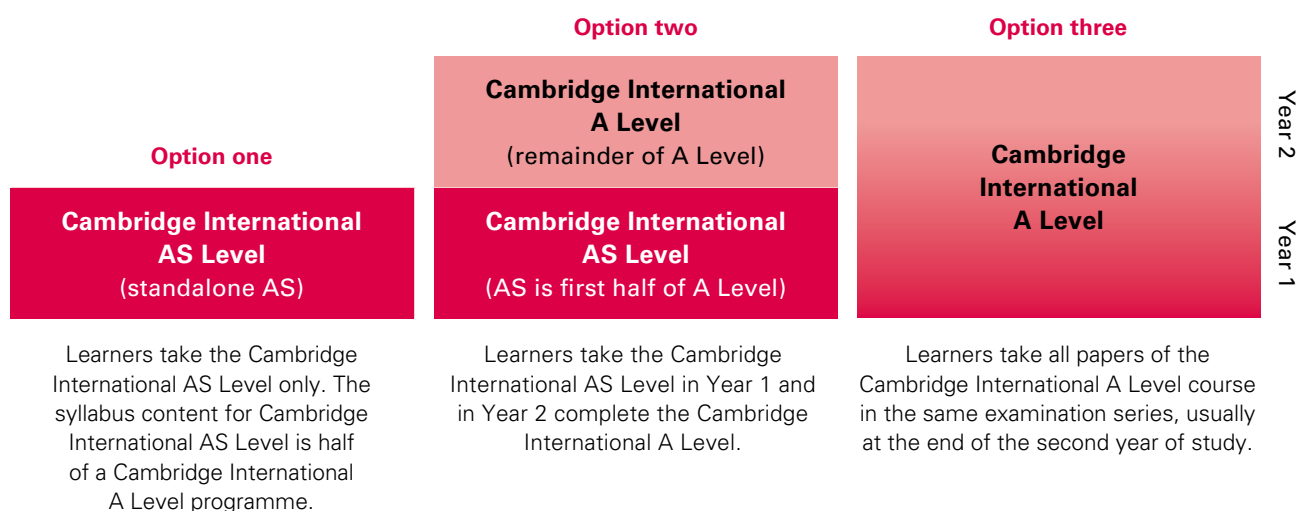 Option one
Cambridge International
AS Level
(standalone AS)
Learners take the Cambridge
International AS Level only. The
syllabus content for Cambridge
International AS Level is half
of a Cambridge International
A Level programme.
Option two
Cambridge International
A Level
(remainder of A Level)
Cambridge International
AS Level
(AS is first half of A Level)
Learners take the Cambridge
International AS Level in Year 1 and
in Year 2 complete the Cambridge
International A Level.
Option three
Cambridge
International
A Level
Learners take all papers of the
Cambridge International A Level course
in the same examination series, usually
at the end of the second year of study.
Year 2
Year 1